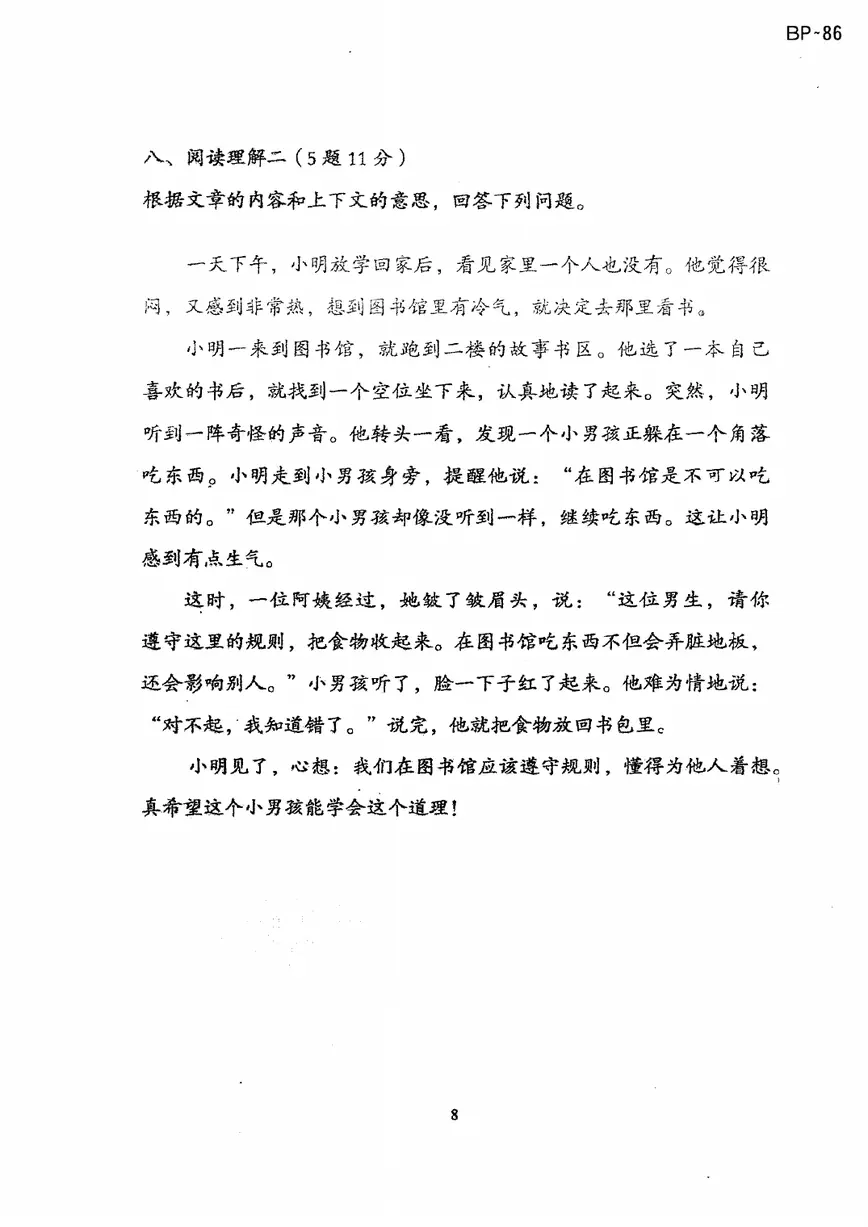 BP-86
八、阅读理解二（5题11分）
根据文章的内容和上下文的意思，回答下列问题。
一天下午，小明放学回家后，看见家里一个人也没有。他觉得很
闷，又感到非常热，想到图书馆里有冷气，就决定去那里看书。
小明一来到图书馆，就跑到二楼的故事书区。他选了一本自己
喜欢的书后，就找到一个空位坐下来，认真地读了起来。突然，小明
听到一阵奇怪的声音。他转头一看，发现一个小男孩正躲在一个角落
吃东西。小明走到小男孩身旁，提醒他说：“在图书馆是不可以吃
东西的。”但是那个小男孩却像没听到一样，继续吃东西。这让小明
感到有点生气。
这时，一位阿姨经过，她皱了皱眉头，说：“这位男生，请你
遵守这里的规则，把食物收起来。在图书馆吃东西不但会弄脏地板，
还会影响别人。”小男孩听了，脸一下子红了起来。他难为情地说：
“对不起，我知道错了。”说完，他就把食物放回书包里。
小明见了，心想：我们在图书馆应该遵守规则，懂得为他人着想。
真希望这个小男孩能学会这个道理！
8